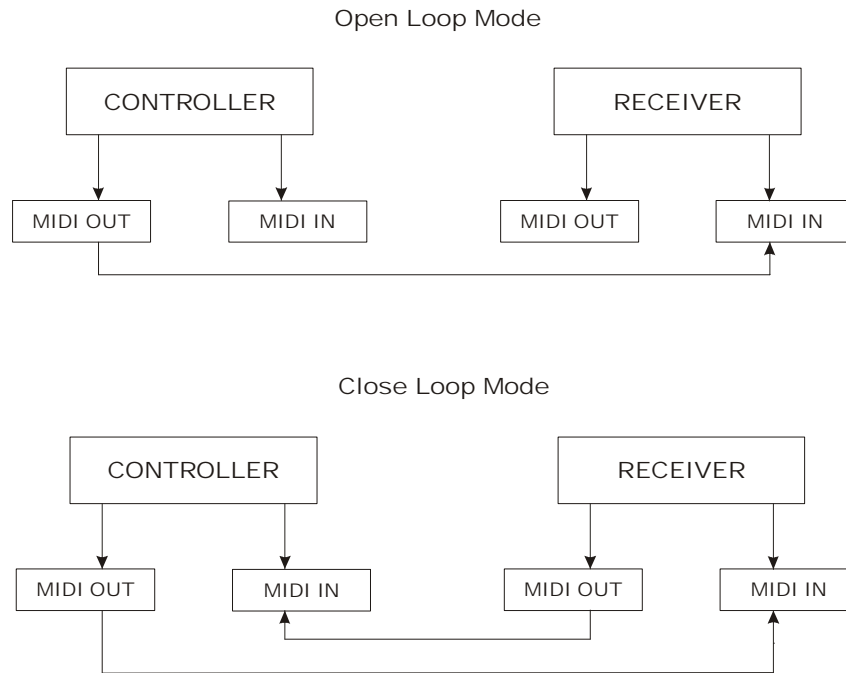 Open Loop Mode
CONTROLLER RECEIVER
MIDI OUT MIDI IN MIDI OUT MIDI IN
Close Loop Mode
CONTROLLER RECEIVER
MIDI OUT MIDI IN MIDI OUT MIDI IN